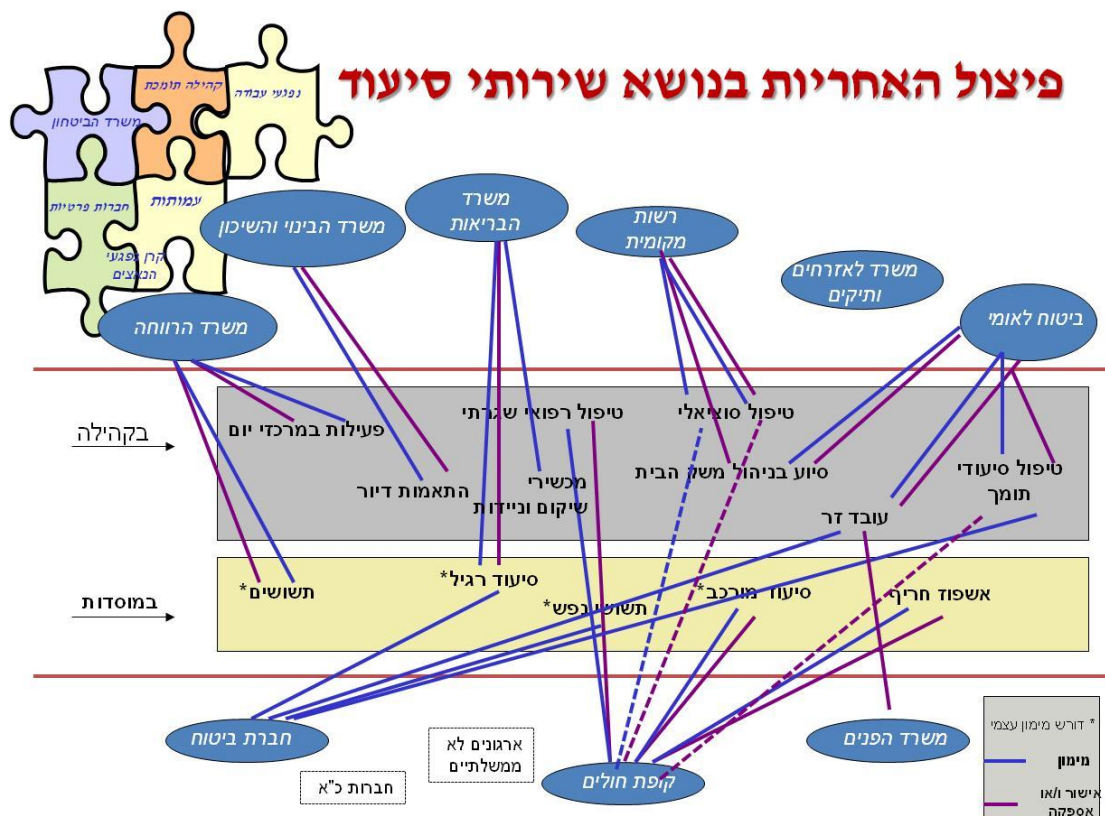 פיצול האחריות בנושא שירותי סיעוד
נפגעי עבודה
קהילה תומכת
משרד הביטחון
עמותות
חברות פרטיות
קרן נפגעי
הנאצים
משרד הבינוי והשיכון
משרד
הבריאות
רשות
מקומית
משרד לאזרחים
ותיקים
ביטוח לאומי
משרד הרווחה
בקהילה
טיפול סוציאלי
טיפול רפואי שגרתי
פעילות במרכזי יום
טיפול סיעודי
תומך
סיוע בניהול משק הבית
מכשירי
שיקום וניידות
התאמות דיור
עובד זר
במוסדות
אשפוז חריף
סיעוד מורכב*
תשושי נפש*
סיעוד רגיל*
תשושים*
משרד הפנים
קופת חולים
ארגונים לא
ממשלתיים
חברות כ"א
חברת ביטוח
* דורש מימון עצמי
מימון
אישור ו/או
אספקה